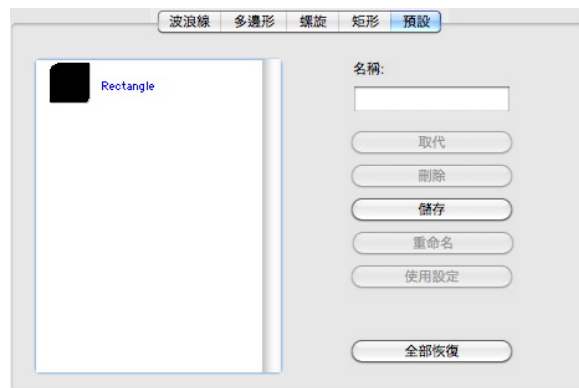 波浪線 多邊形 螺旋 矩形 預設
Rectangle
名稱:
取代
刪除
儲存
重命名
使用設定
全部恢復